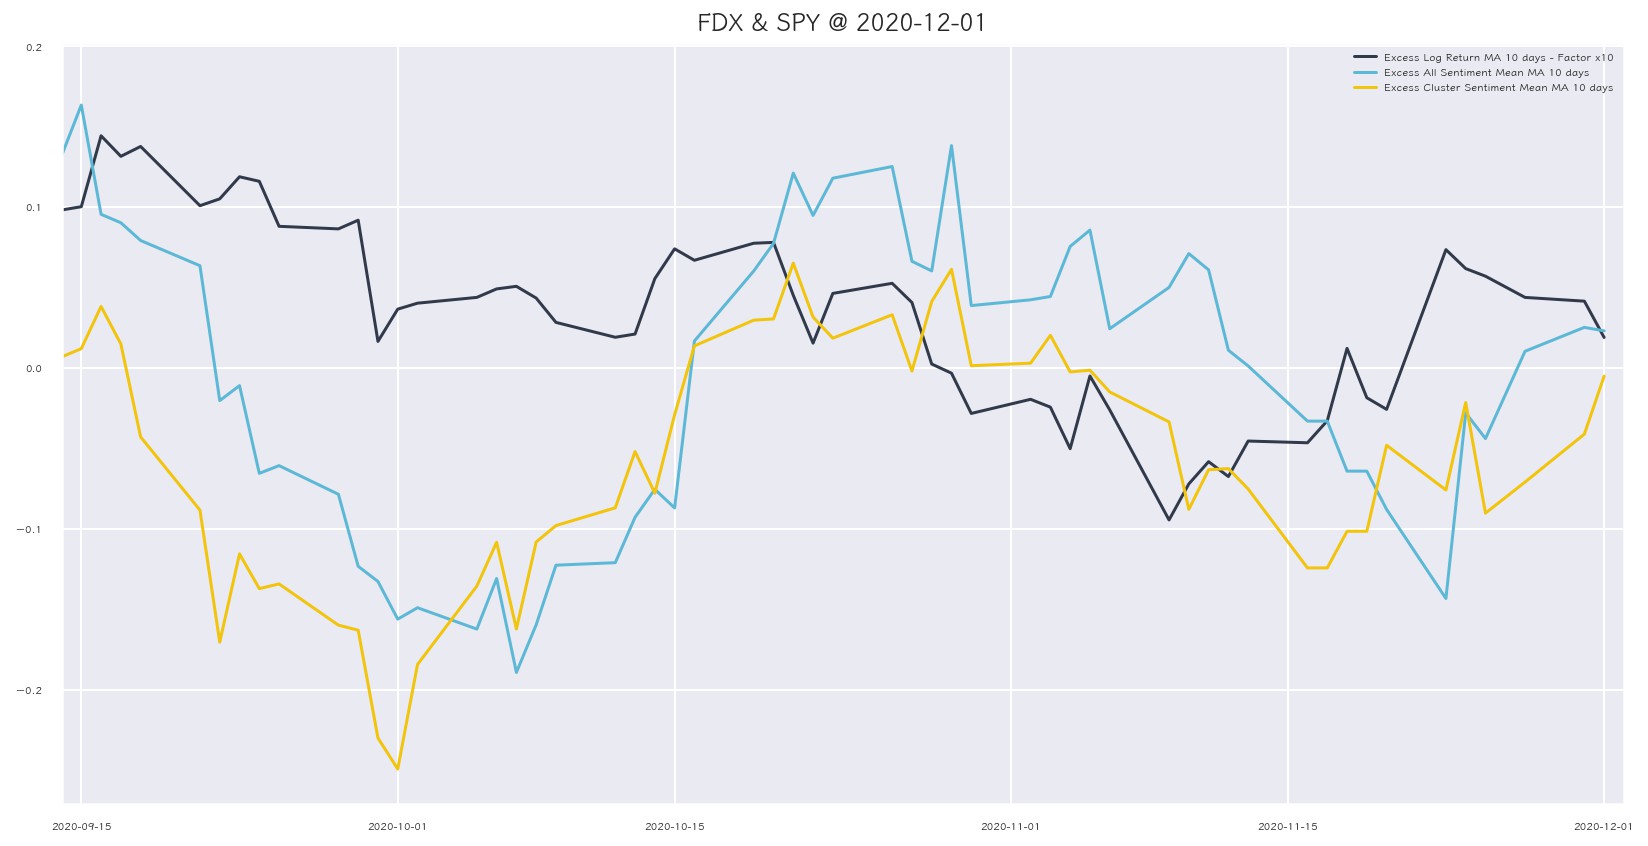 FDX & SPY @ 2020-12-01
Excess Log Return MA 10 days - Factor x10
Excess All Sentiment Mean MA 10 days
Excess Cluster Sentiment Mean MA 10 days
0.2
0.1
0.0
−0.1
−0.2
2020-09-15 2020-10-01 2020-10-15 2020-11-01 2020-11-15 2020-12-01